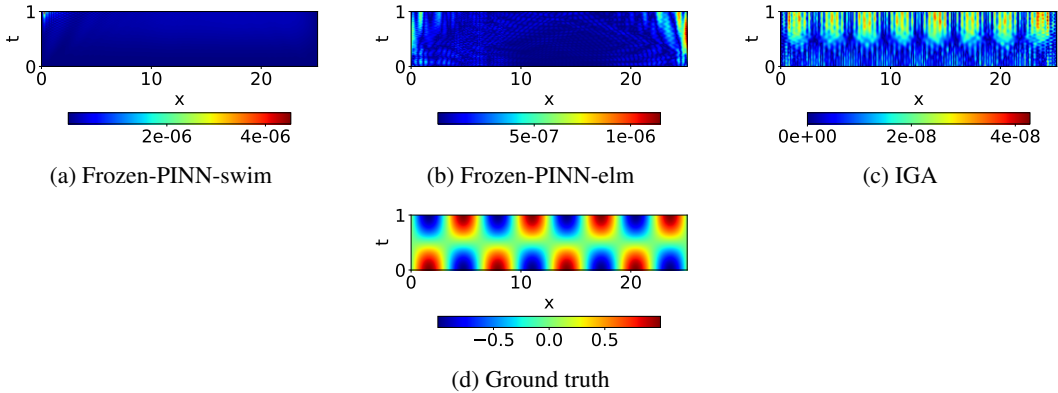 1
t
0
0
10
20
x
2e-06
4e-06
(a) Frozen-PINN-swim
1
t
0
0
10
20
x
5e-07
1e-06
(b) Frozen-PINN-elm
1
t
0
0
10
20
x
0e+00
2e-08
4e-08
(c) IGA
1
t
0
0
10
20
x
−0.5
0.0
0.5
(d) Ground truth